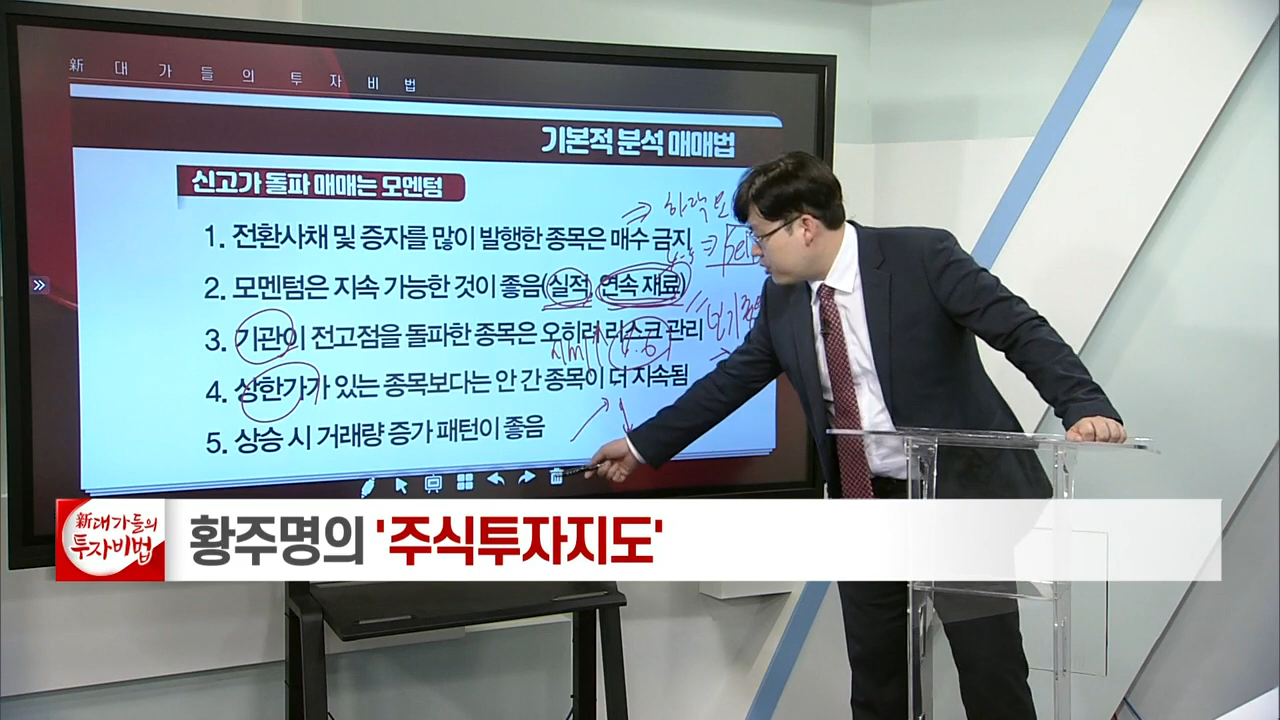 新 대 가 들 의 투 자 비 법
기본적 분석 매매법
신고가 돌파 매매는 모멘텀
1. 전환사채 및 증자를 많이 발행한 종목은 매수 금지
2. 모멘텀은 지속 가능한 것이 좋음(실적, 연속 재료)
3. 기관이 전고점을 돌파한 종목은 오히려 리스크 관리
4. 상한가가 있는 종목보다는 안 간 종목이 더 지속됨
5. 상승 시 거래량 증가 패턴이 좋음
하락
新대가들의
투자비법
황주명의 '주식투자지도'